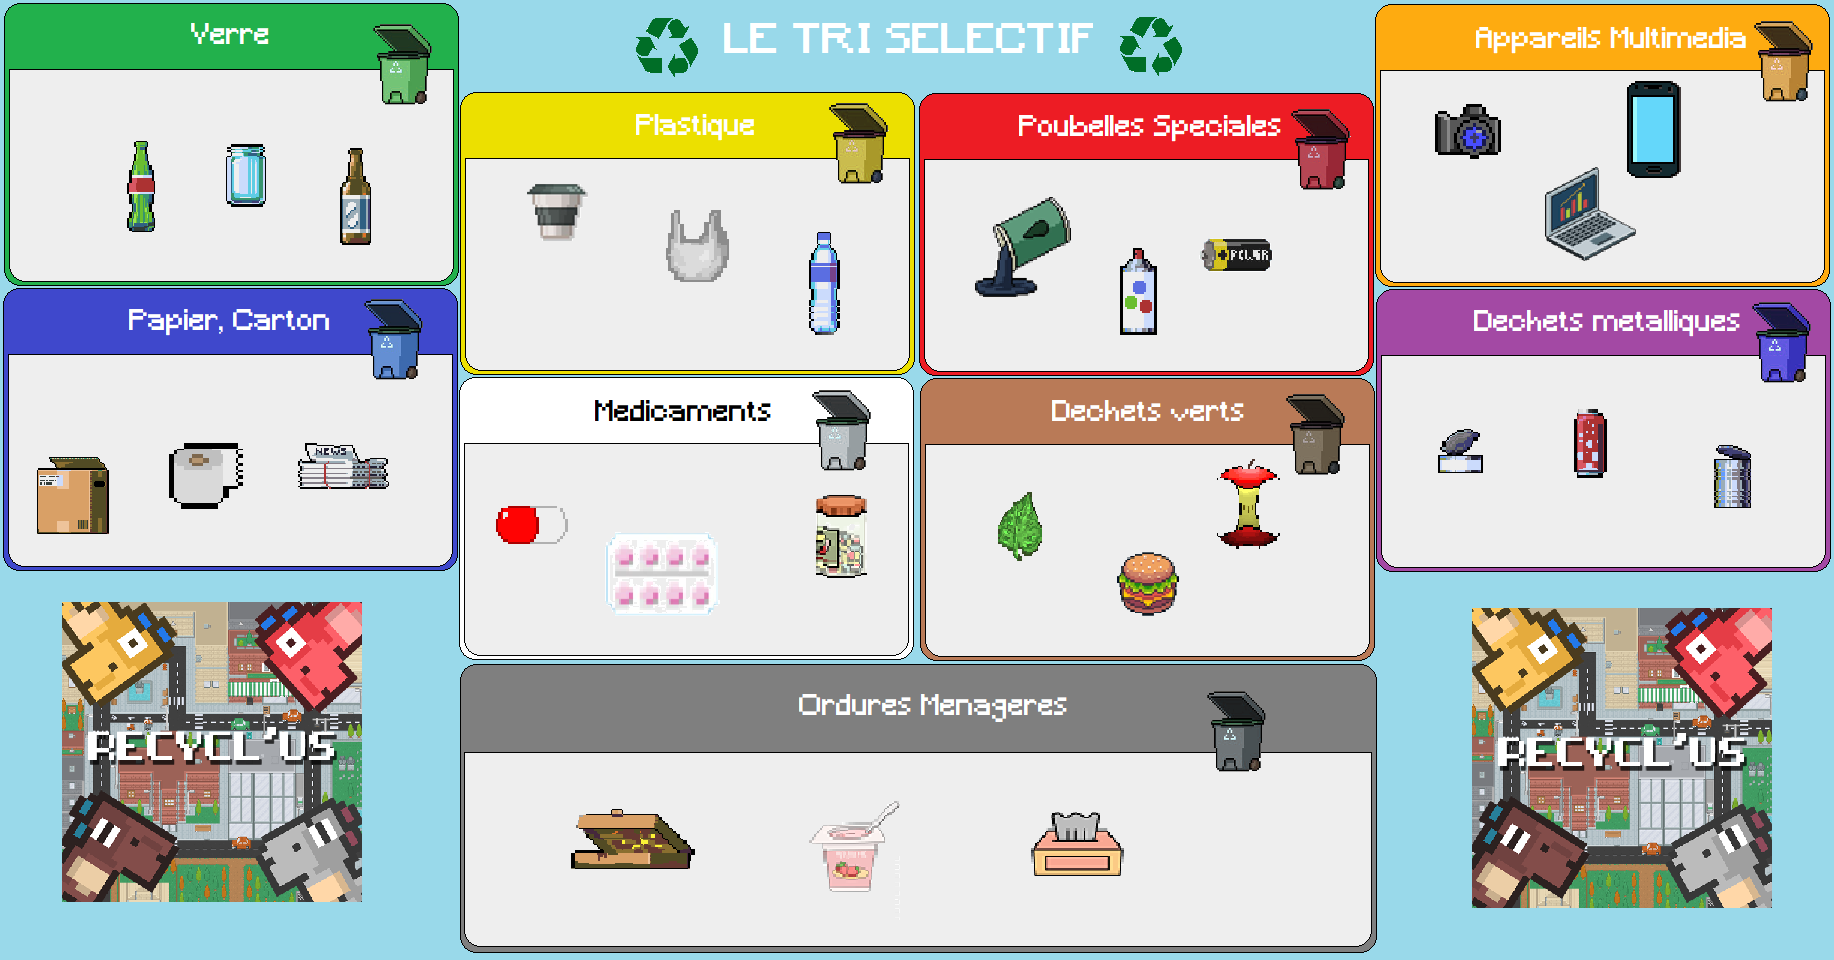 LE TRI SELECTIF
Verre
Plastique
Poubelles Speciales
Appareils Multimedia
POWER
Papier, Carton
NEWS
Medicaments
Dechets verts
Dechets metalliques
Ordures Menageres
RECYCL'US
RECYCL'US